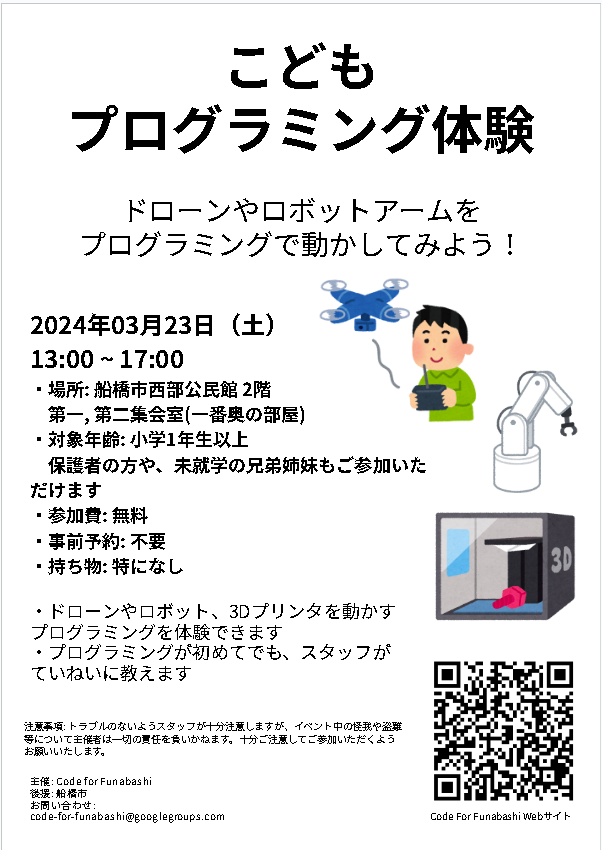 こども
プログラミング体験
ドローンやロボットアームを
プログラミングで動かしてみよう！
2024年03月23日（土）
13:00 ~ 17:00
・場所: 船橋市西部公民館 2階
第一, 第二集会室(一番奥の部屋)
・対象年齢: 小学1年生以上
保護者の方や、未就学の兄弟姉妹もご参加いた
だけます
・参加費: 無料
・事前予約: 不要
・持ち物: 特になし
3D
・ドローンやロボット、3Dプリンタを動かす
プログラミングを体験できます
・プログラミングが初めてでも、スタッフが
ていねいに教えます
注意事項: トラブルのないようスタッフが十分注意しますが、イベント中の怪我や盗難
等について主催者は一切の責任を負いかねます。十分ご注意してご参加いただくよう
お願いいたします。
主催: Code for Funabashi
後援: 船橋市
お問い合わせ:
code-for-funabashi@googlegroups.com
Code For Funabashi Webサイト